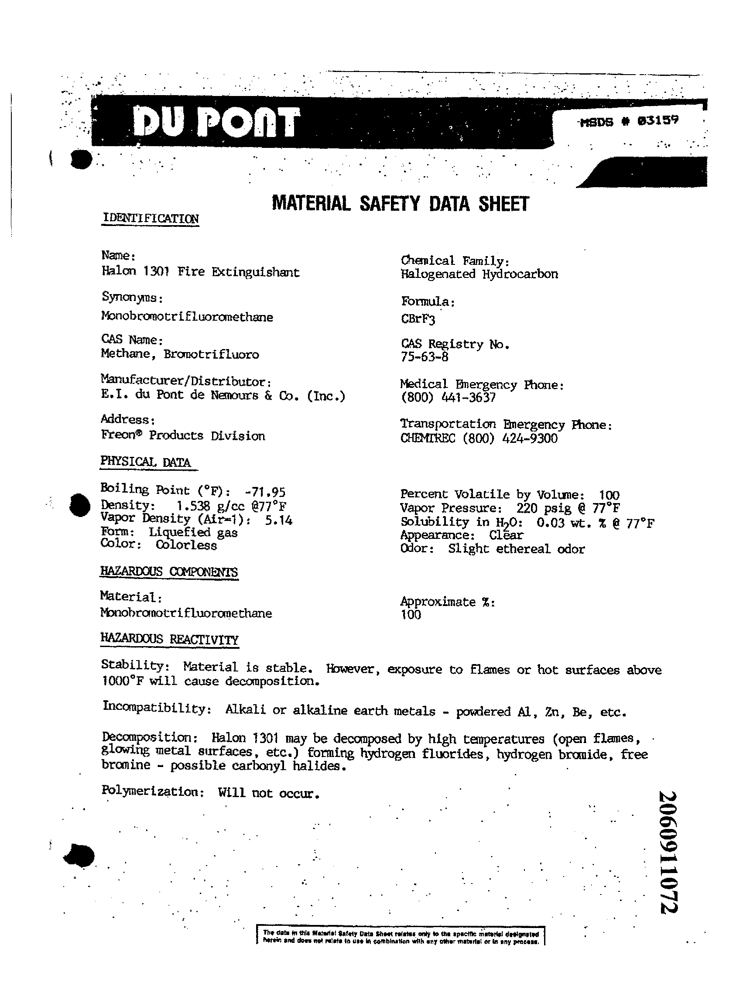 DU PONT
MSDS # 03159
MATERIAL SAFETY DATA SHEET
IDENTIFICATION
Name:
Halon 1301 Fire Extinguishant
Chemical Family:
Halogenated Hydrocarbon
Synonyms:
Monobromotrifluoromethane
Formula:
CBrF3
CAS Name:
Methane, Bromotrifluoro
CAS Registry No.
75-63-8
Manufacturer/Distributor:
E.I. du Pont de Nemours & Co. (Inc.)
Medical Emergency Phone:
(800) 441-3637
Address:
Freon® Products Division
Transportation Emergency Phone:
CHEMTREC (800) 424-9300
PHYSICAL DATA
Boiling Point (°F): -71.95
Density: 1.538 g/cc @77°F
Vapor Density (Air=1): 5.14
Form: Liquefied gas
Color: Colorless
Percent Volatile by Volume: 100
Vapor Pressure: 220 psig @ 77°F
Solubility in H2O: 0.03 wt. % @ 77°F
Appearance: Clear
Odor: Slight ethereal odor
HAZARDOUS COMPONENTS
Material:
Monobromotrifluoromethane
Approximate %:
100
HAZARDOUS REACTIVITY
Stability: Material is stable. However, exposure to flames or hot surfaces above
1000°F will cause decomposition.
Incompatibility: Alkali or alkaline earth metals - powdered Al, Zn, Be, etc.
Decomposition: Halon 1301 may be decomposed by high temperatures (open flames,
glowing metal surfaces, etc.) forming hydrogen fluorides, hydrogen bromide, free
bromine - possible carbonyl halides.
Polymerization: Will not occur.
2060911072
The data in this Material Safety Data Sheet relates only to the specific material designated
herein and does not relate to use in combination with any other material or in any process.